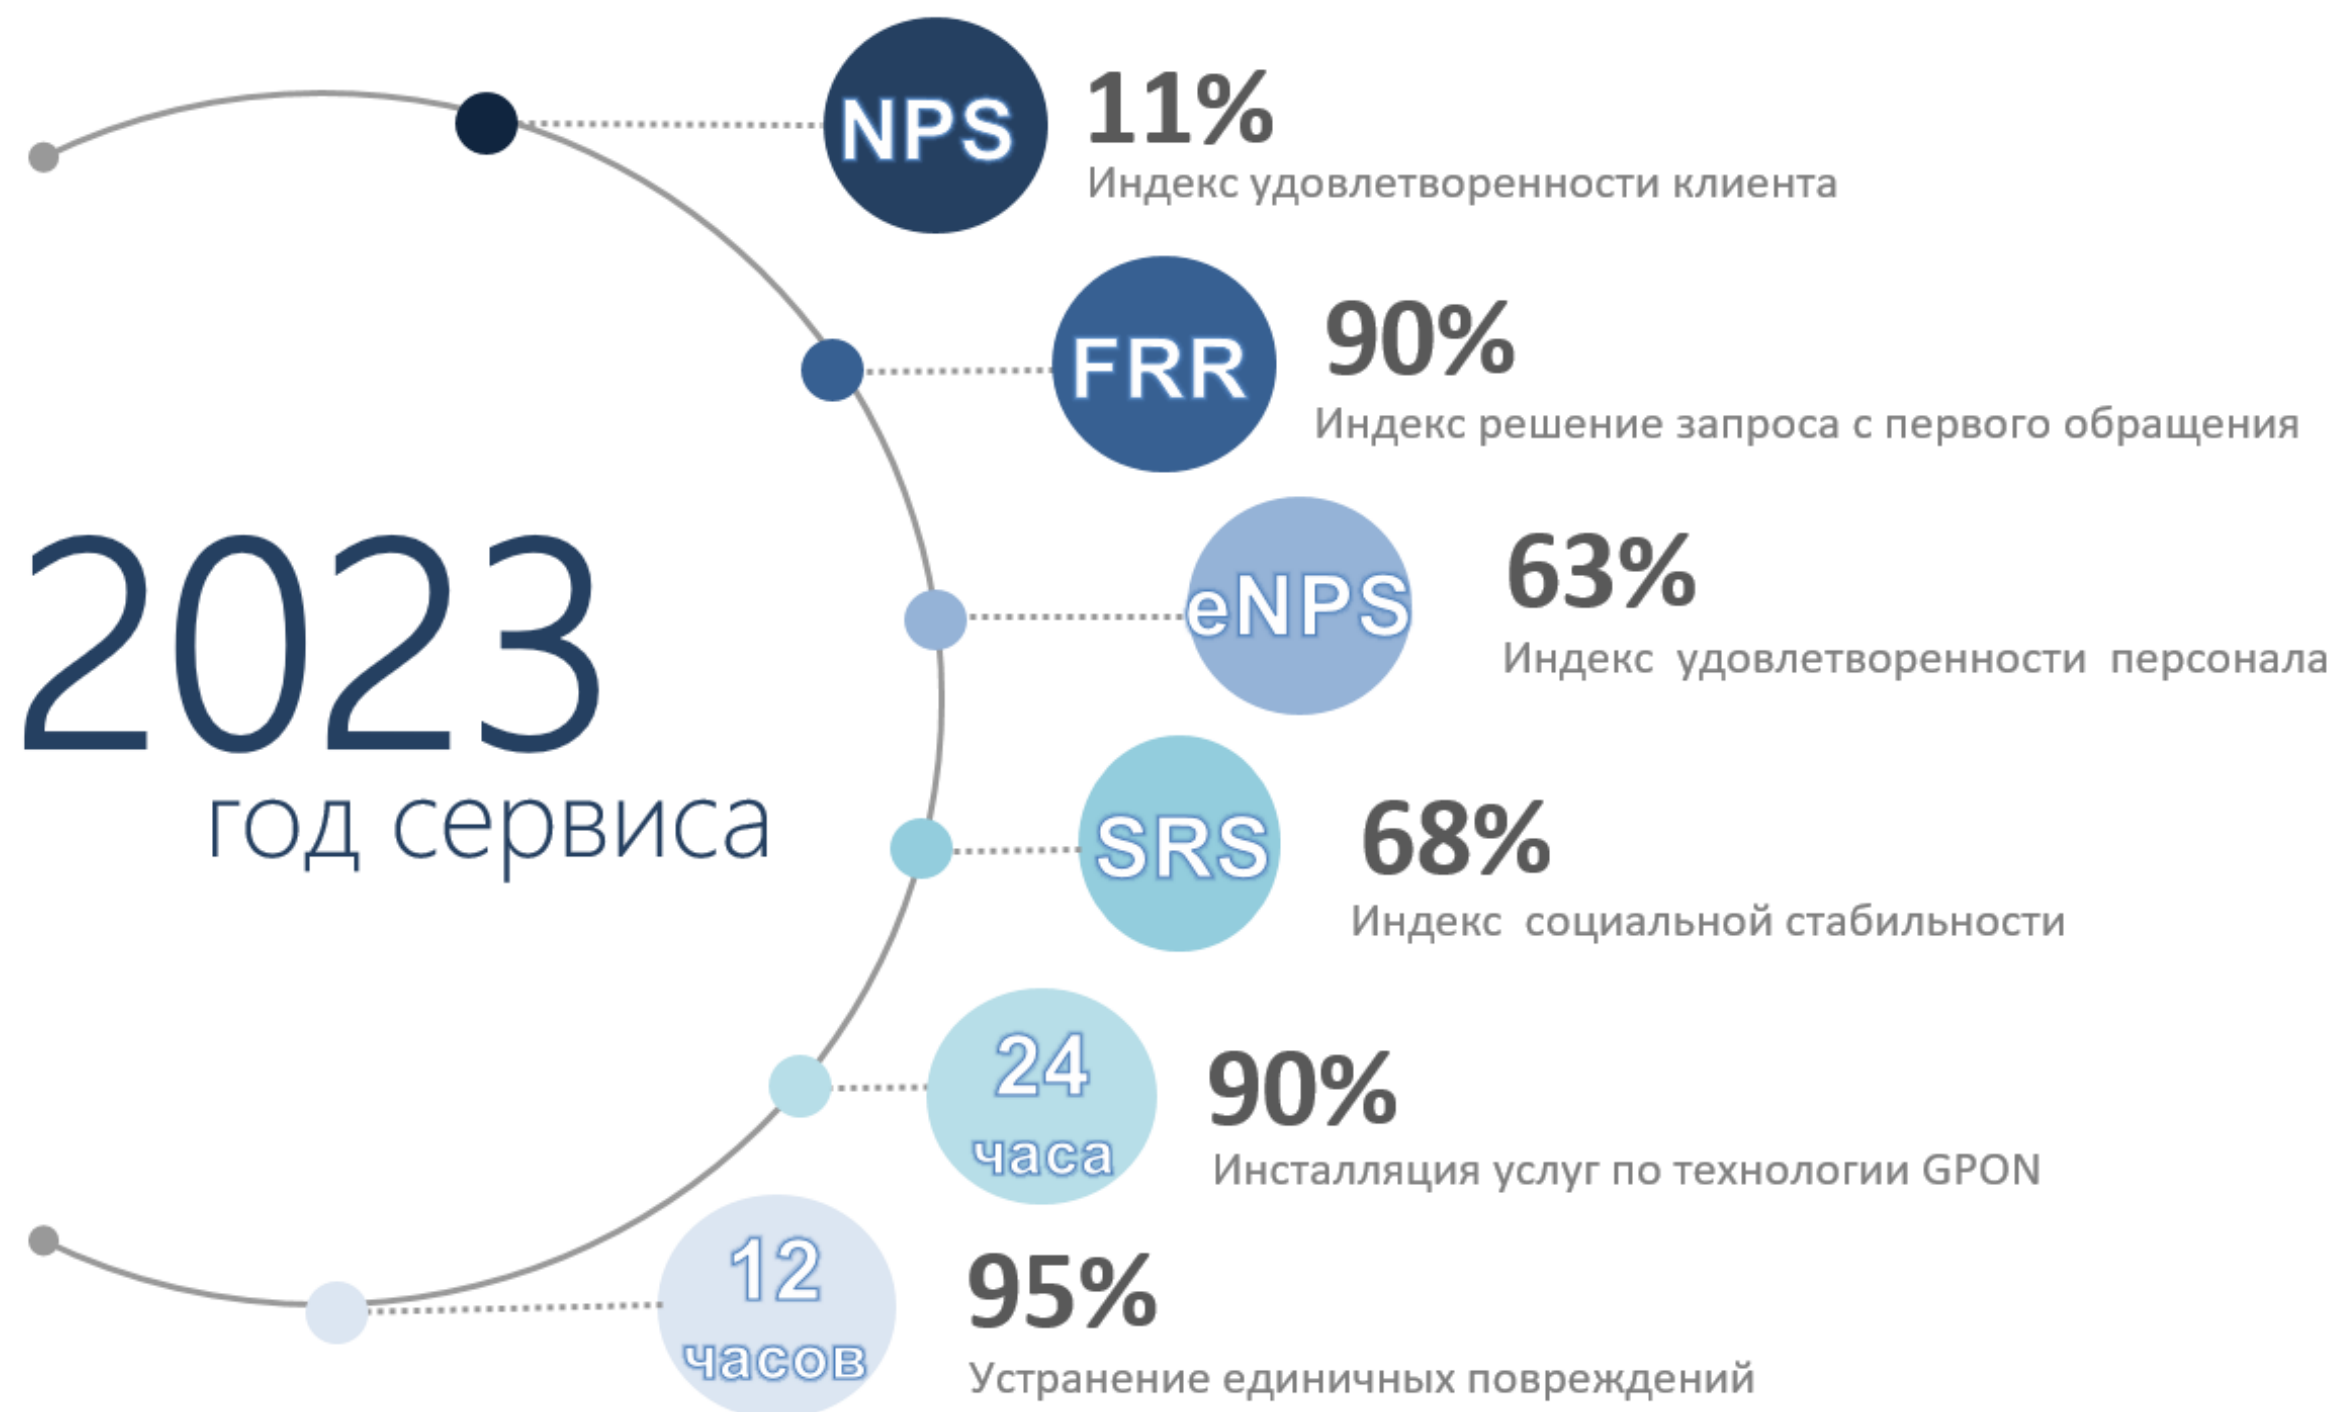 NPS
11%
Индекс удовлетворенности клиента
FRR
90%
Индекс решение запроса с первого обращения
eNPS
63%
Индекс удовлетворенности персонала
2023
год сервиса
SRS
68%
Индекс социальной стабильности
24
часа
90%
Инсталляция услуг по технологии GPON
12
часов
95%
Устранение единичных повреждений